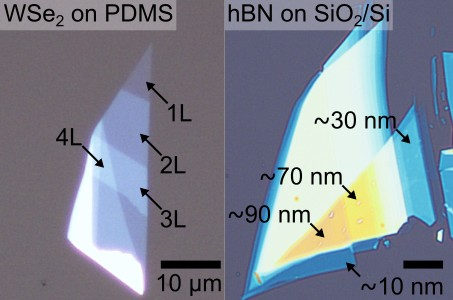 WSe₂ on PDMS
1L
4L
2L
3L
10 μm
hBN on SiO₂/Si
~30 nm
~70 nm
~90 nm
~10 nm